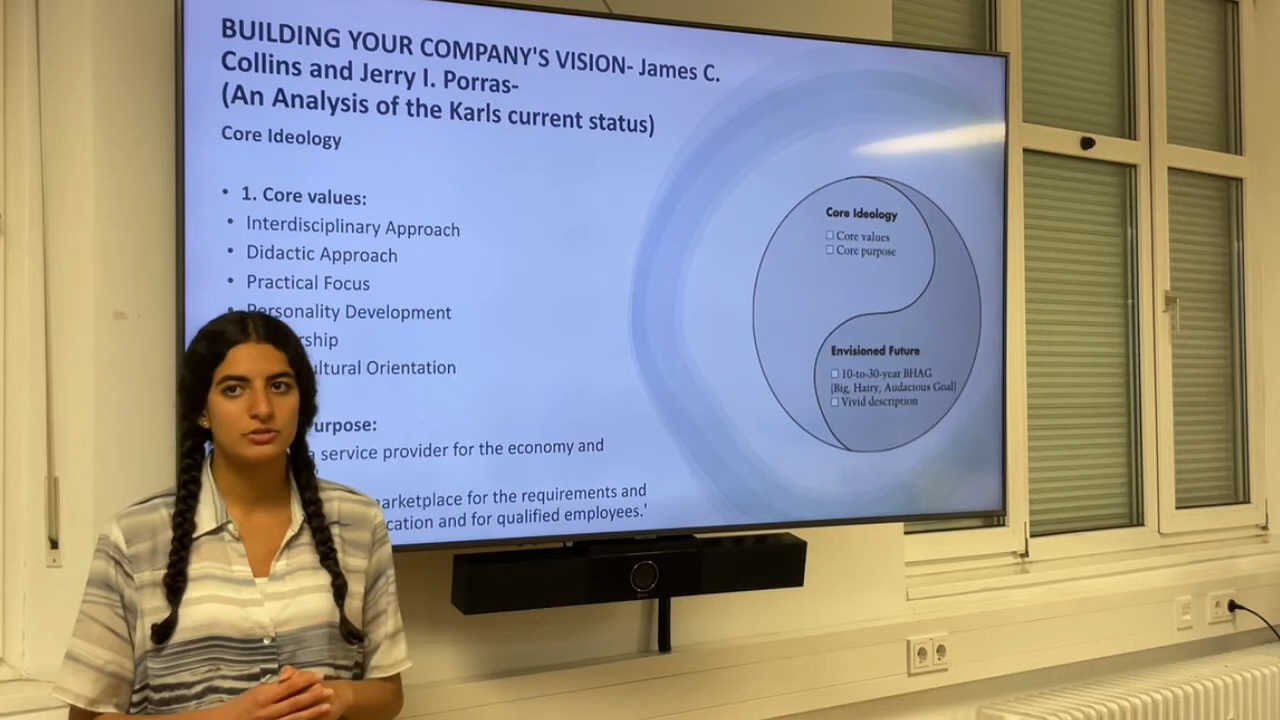 BUILDING YOUR COMPANY'S VISION- James C.
Collins and Jerry I. Porras-
(An Analysis of the Karls current status)
Core Ideology
• 1. Core values:
• Interdisciplinary Approach
• Didactic Approach
• Practical Focus
• Personality Development
rship
ultural Orientation
urpose:
service provider for the economy and
arketplace for the requirements and
cation and for qualified employees.'
Core Ideology
Core values
Core purpose
Envisioned Future
10-to-30-year BHAG
(Big, Hairy, Audacious Goal)
Vivid description